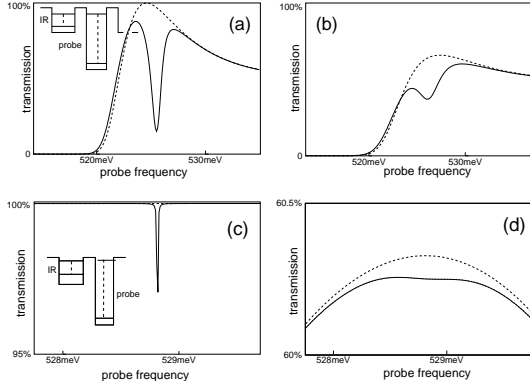 100%
(a)
IR
probe
transmission
0
520meV
530meV
probe frequency
100%
(b)
transmission
0
520meV
530meV
probe frequency
100%
(c)
IR
probe
transmission
95%
528meV
529meV
probe frequency
60.5%
(d)
transmission
60%
528meV
529meV
probe frequency